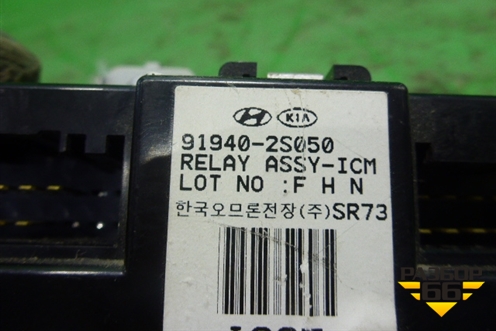 KIA
91940-2S050
RELAY ASSY-ICM
LOT NO :F H N
한국오므론전장(주)SR73
РАЗБОР
66